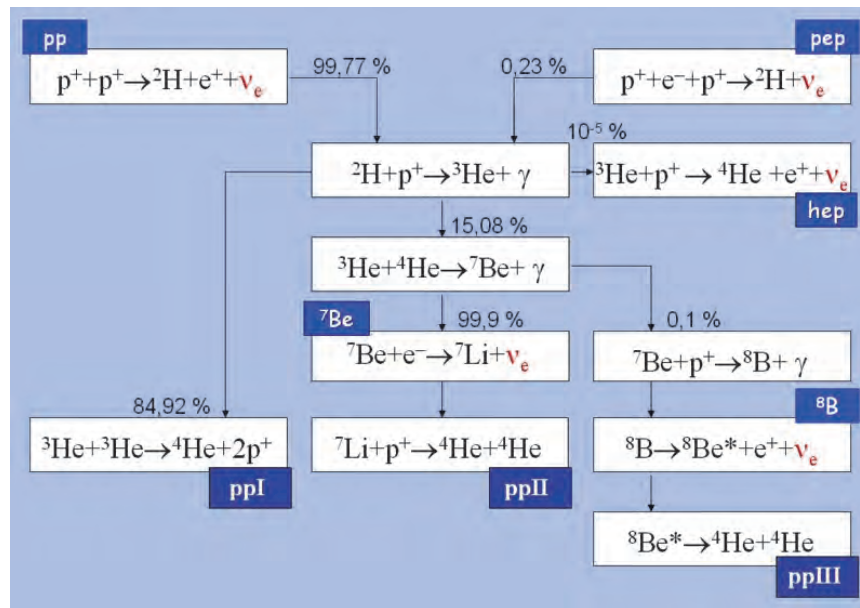 pp
pep
p⁺+p⁺→²H+e⁺+νₑ
99,77 %
0,23 %
p⁺+e⁻+p⁺→²H+νₑ
10⁻⁵ %
²H+p⁺→³He+ γ
³He+p⁺→ ⁴He +e⁺+νₑ
hep
15,08 %
³He+⁴He→⁷Be+ γ
⁷Be
99,9 %
0,1 %
⁷Be+e⁻→⁷Li+νₑ
⁷Be+p⁺→⁸B+ γ
⁸B
84,92 %
³He+³He→⁴He+2p⁺
⁷Li+p⁺→⁴He+⁴He
⁸B→⁸Be*+e⁺+νₑ
ppI
ppII
⁸Be*→⁴He+⁴He
ppIII